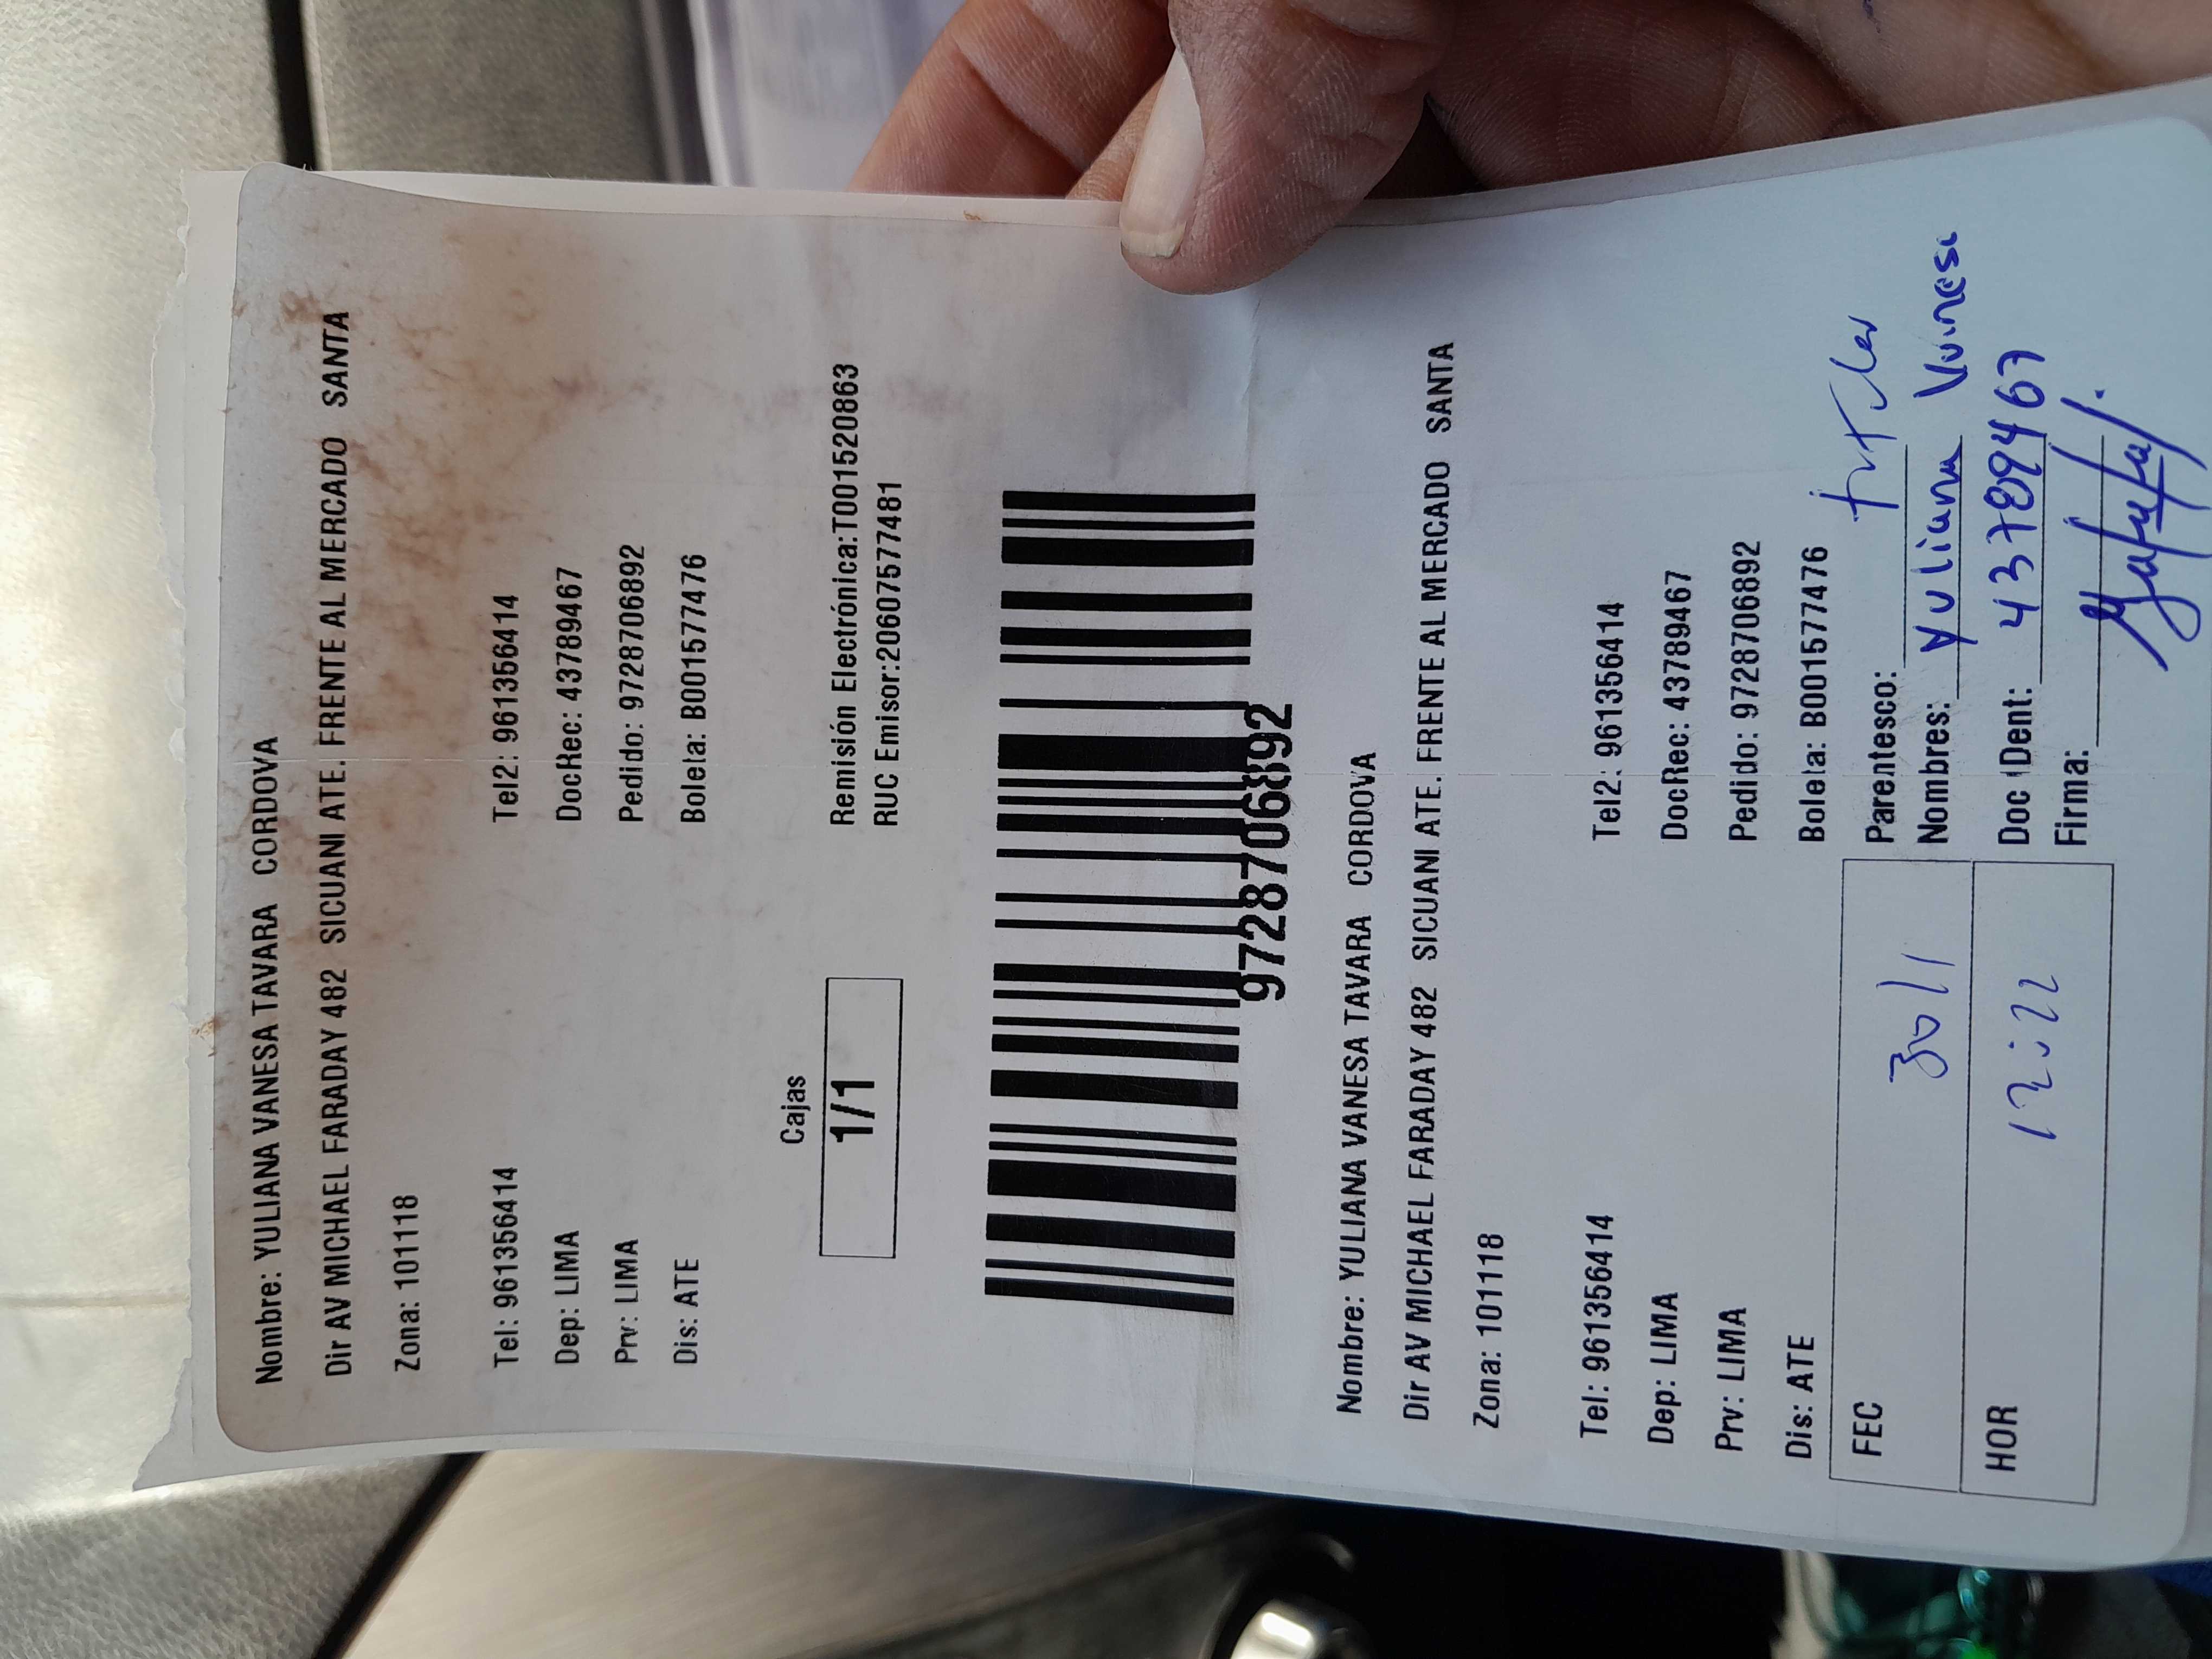 Nombre: YULIANA VANESA TAVARA CORDOVA
Dir AV MICHAEL FARADAY 482 SICUANI ATE. FRENTE AL MERCADO SANTA
Zona: 101118
Tel: 961356414 Tel2: 961356414
Dep: LIMA DocRec: 43789467
Prv: LIMA Pedido: 9728706892
Dis: ATE Boleta: B001577476
Cajas
1/1
Remisión Electrónica:T001520863
RUC Emisor:20607577481
9728706892
Nombre: YULIANA VANESA TAVARA CORDOVA
Dir AV MICHAEL FARADAY 482 SICUANI ATE. FRENTE AL MERCADO SANTA
Zona: 101118
Tel: 961356414 Tel2: 961356414
Dep: LIMA DocRec: 43789467
Prv: LIMA Pedido: 9728706892
Dis: ATE Boleta: B001577476
FEC 30/1 Parentesco:
Nombres: Yuliana Vanesa
HOR 12:22 Doc Ident: 43789467
Firma: